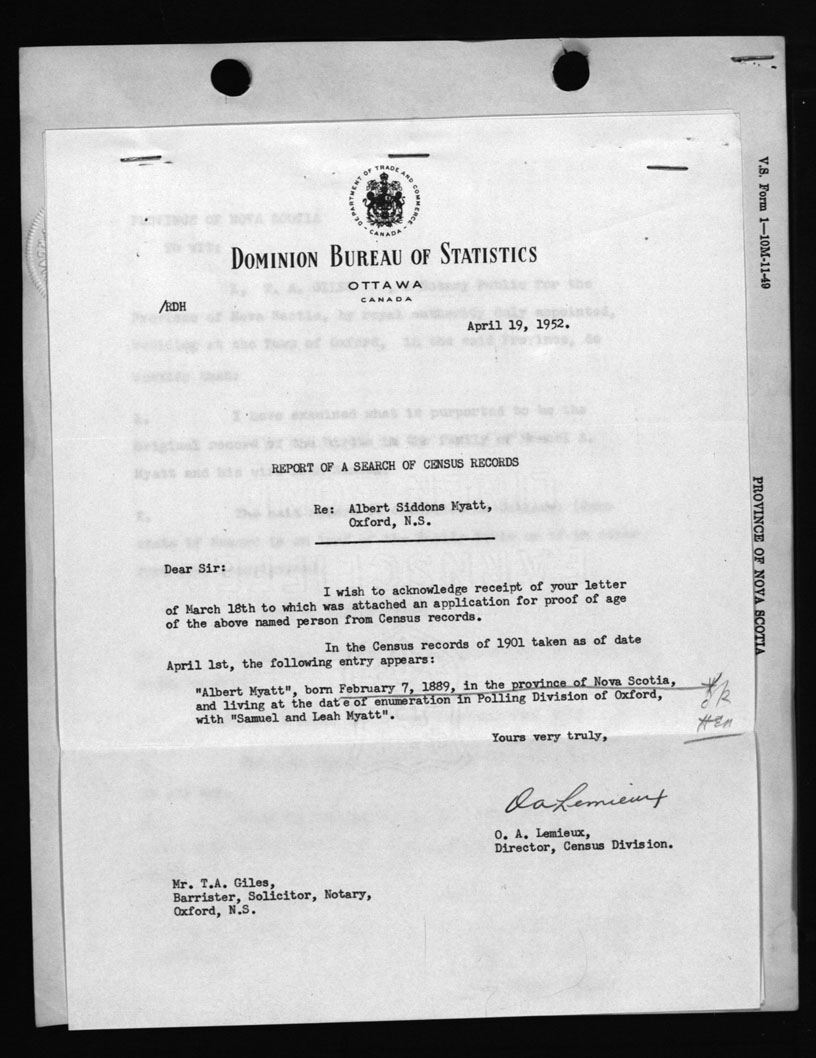 DEPARTMENT OF TRADE AND COMMERCE
- CANADA -
DOMINION BUREAU OF STATISTICS
OTTAWA
CANADA
/RDH
April 19, 1952.
REPORT OF A SEARCH OF CENSUS RECORDS
Re: Albert Siddons Myatt,
Oxford, N.S.
Dear Sir:
I wish to acknowledge receipt of your letter
of March 18th to which was attached an application for proof of age
of the above named person from Census records.
In the Census records of 1901 taken as of date
April 1st, the following entry appears:
"Albert Myatt", born February 7, 1889, in the province of Nova Scotia,
and living at the date of enumeration in Polling Division of Oxford,
with "Samuel and Leah Myatt".
Yours very truly,
O A Lemieux
O. A. Lemieux,
Director, Census Division.
Mr. T.A. Giles,
Barrister, Solicitor, Notary,
Oxford, N.S.
V.S. Form 1—10M-11-49
PROVINCE OF NOVA SCOTIA